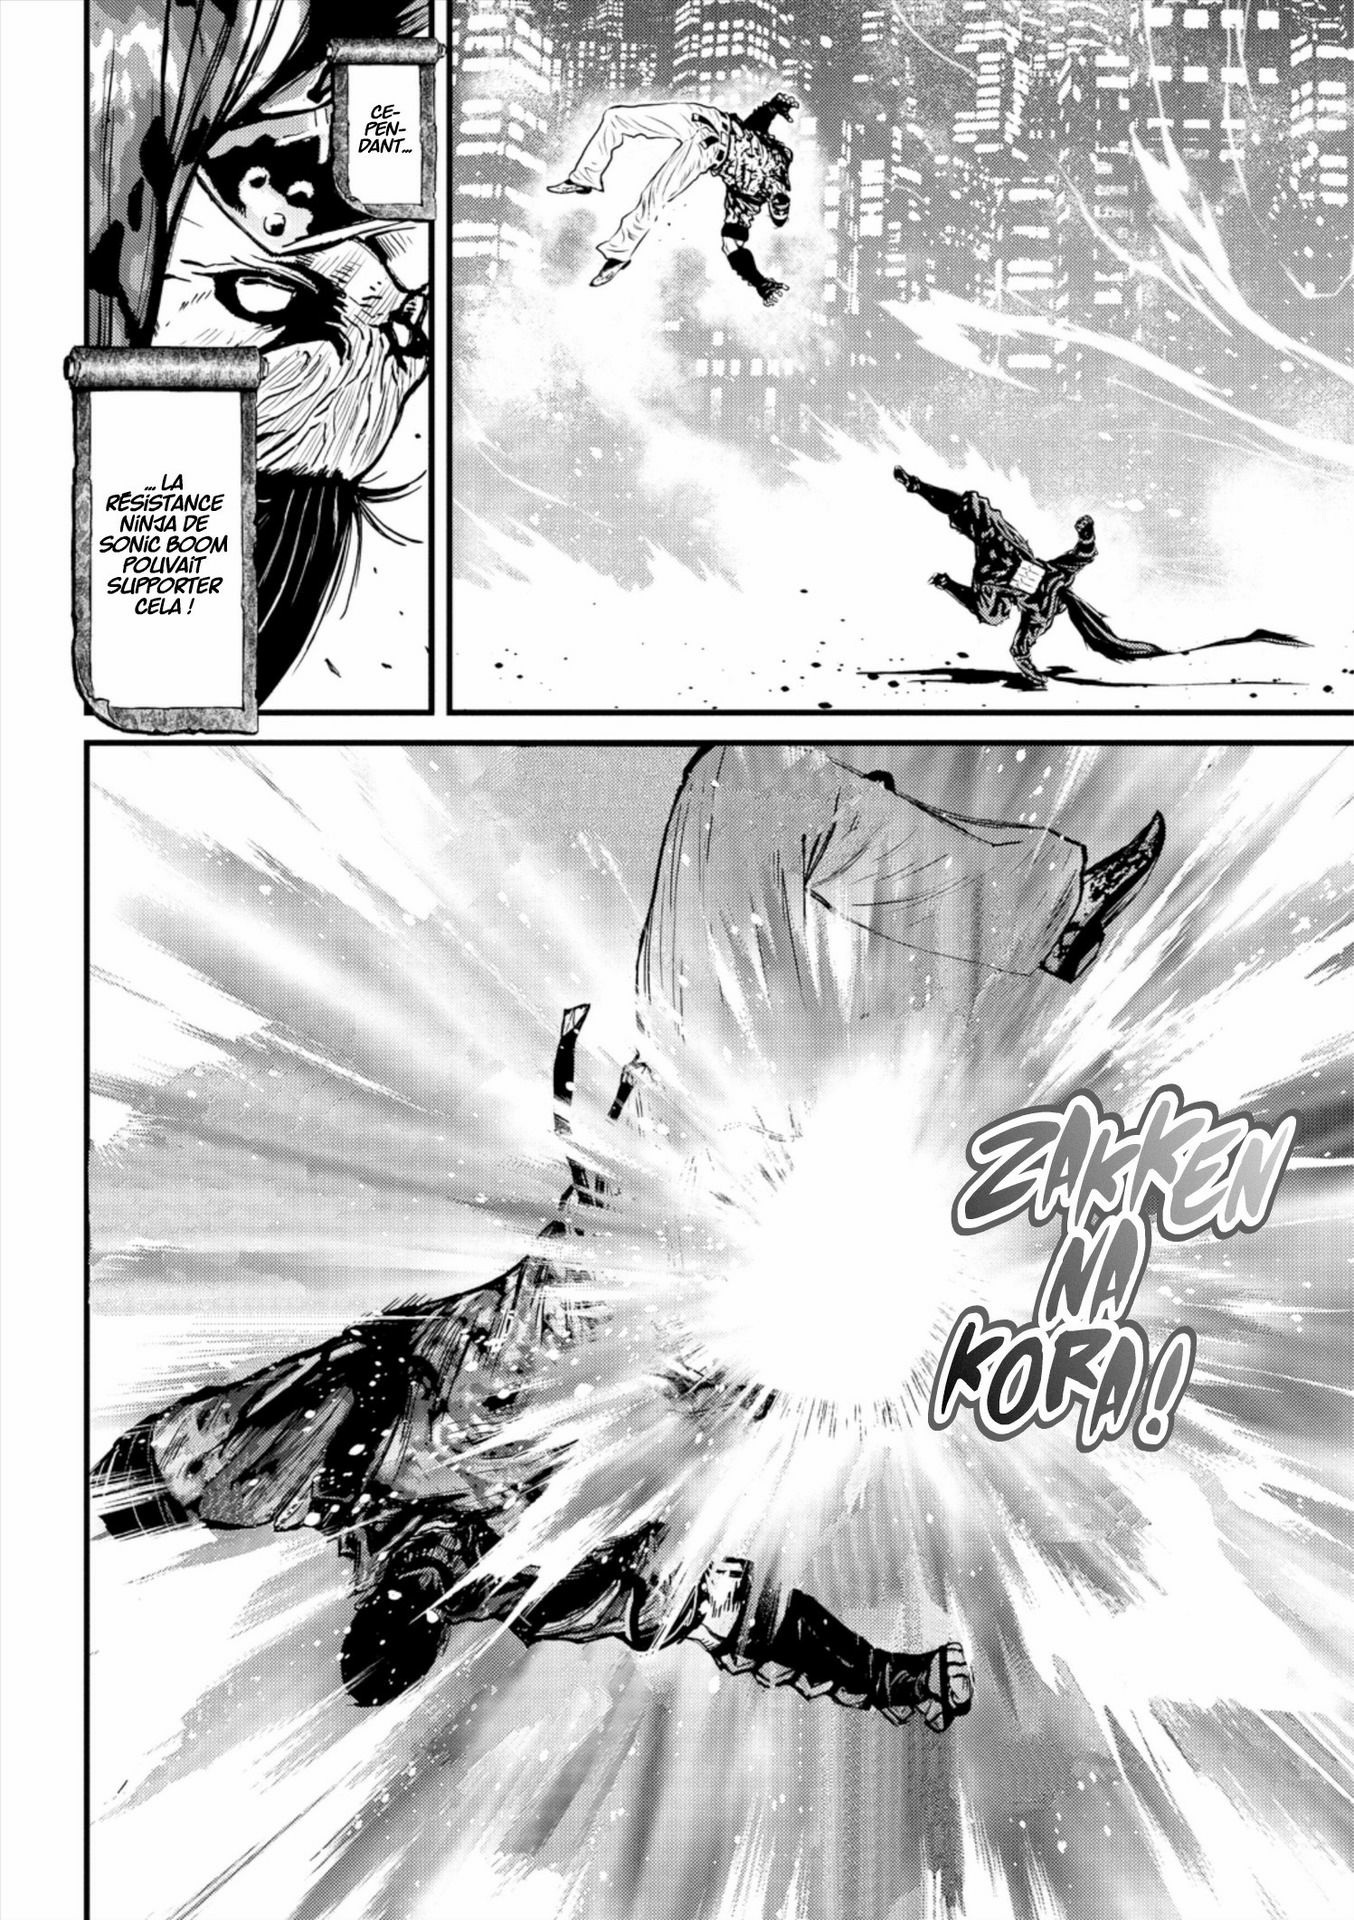 CE-
PEN-
DANT...
... LA
RÉSISTANCE
NINJA DE
SONIC BOOM
POUVAIT
SUPPORTER
CELA !
ZAKKEN
NA
KORA !